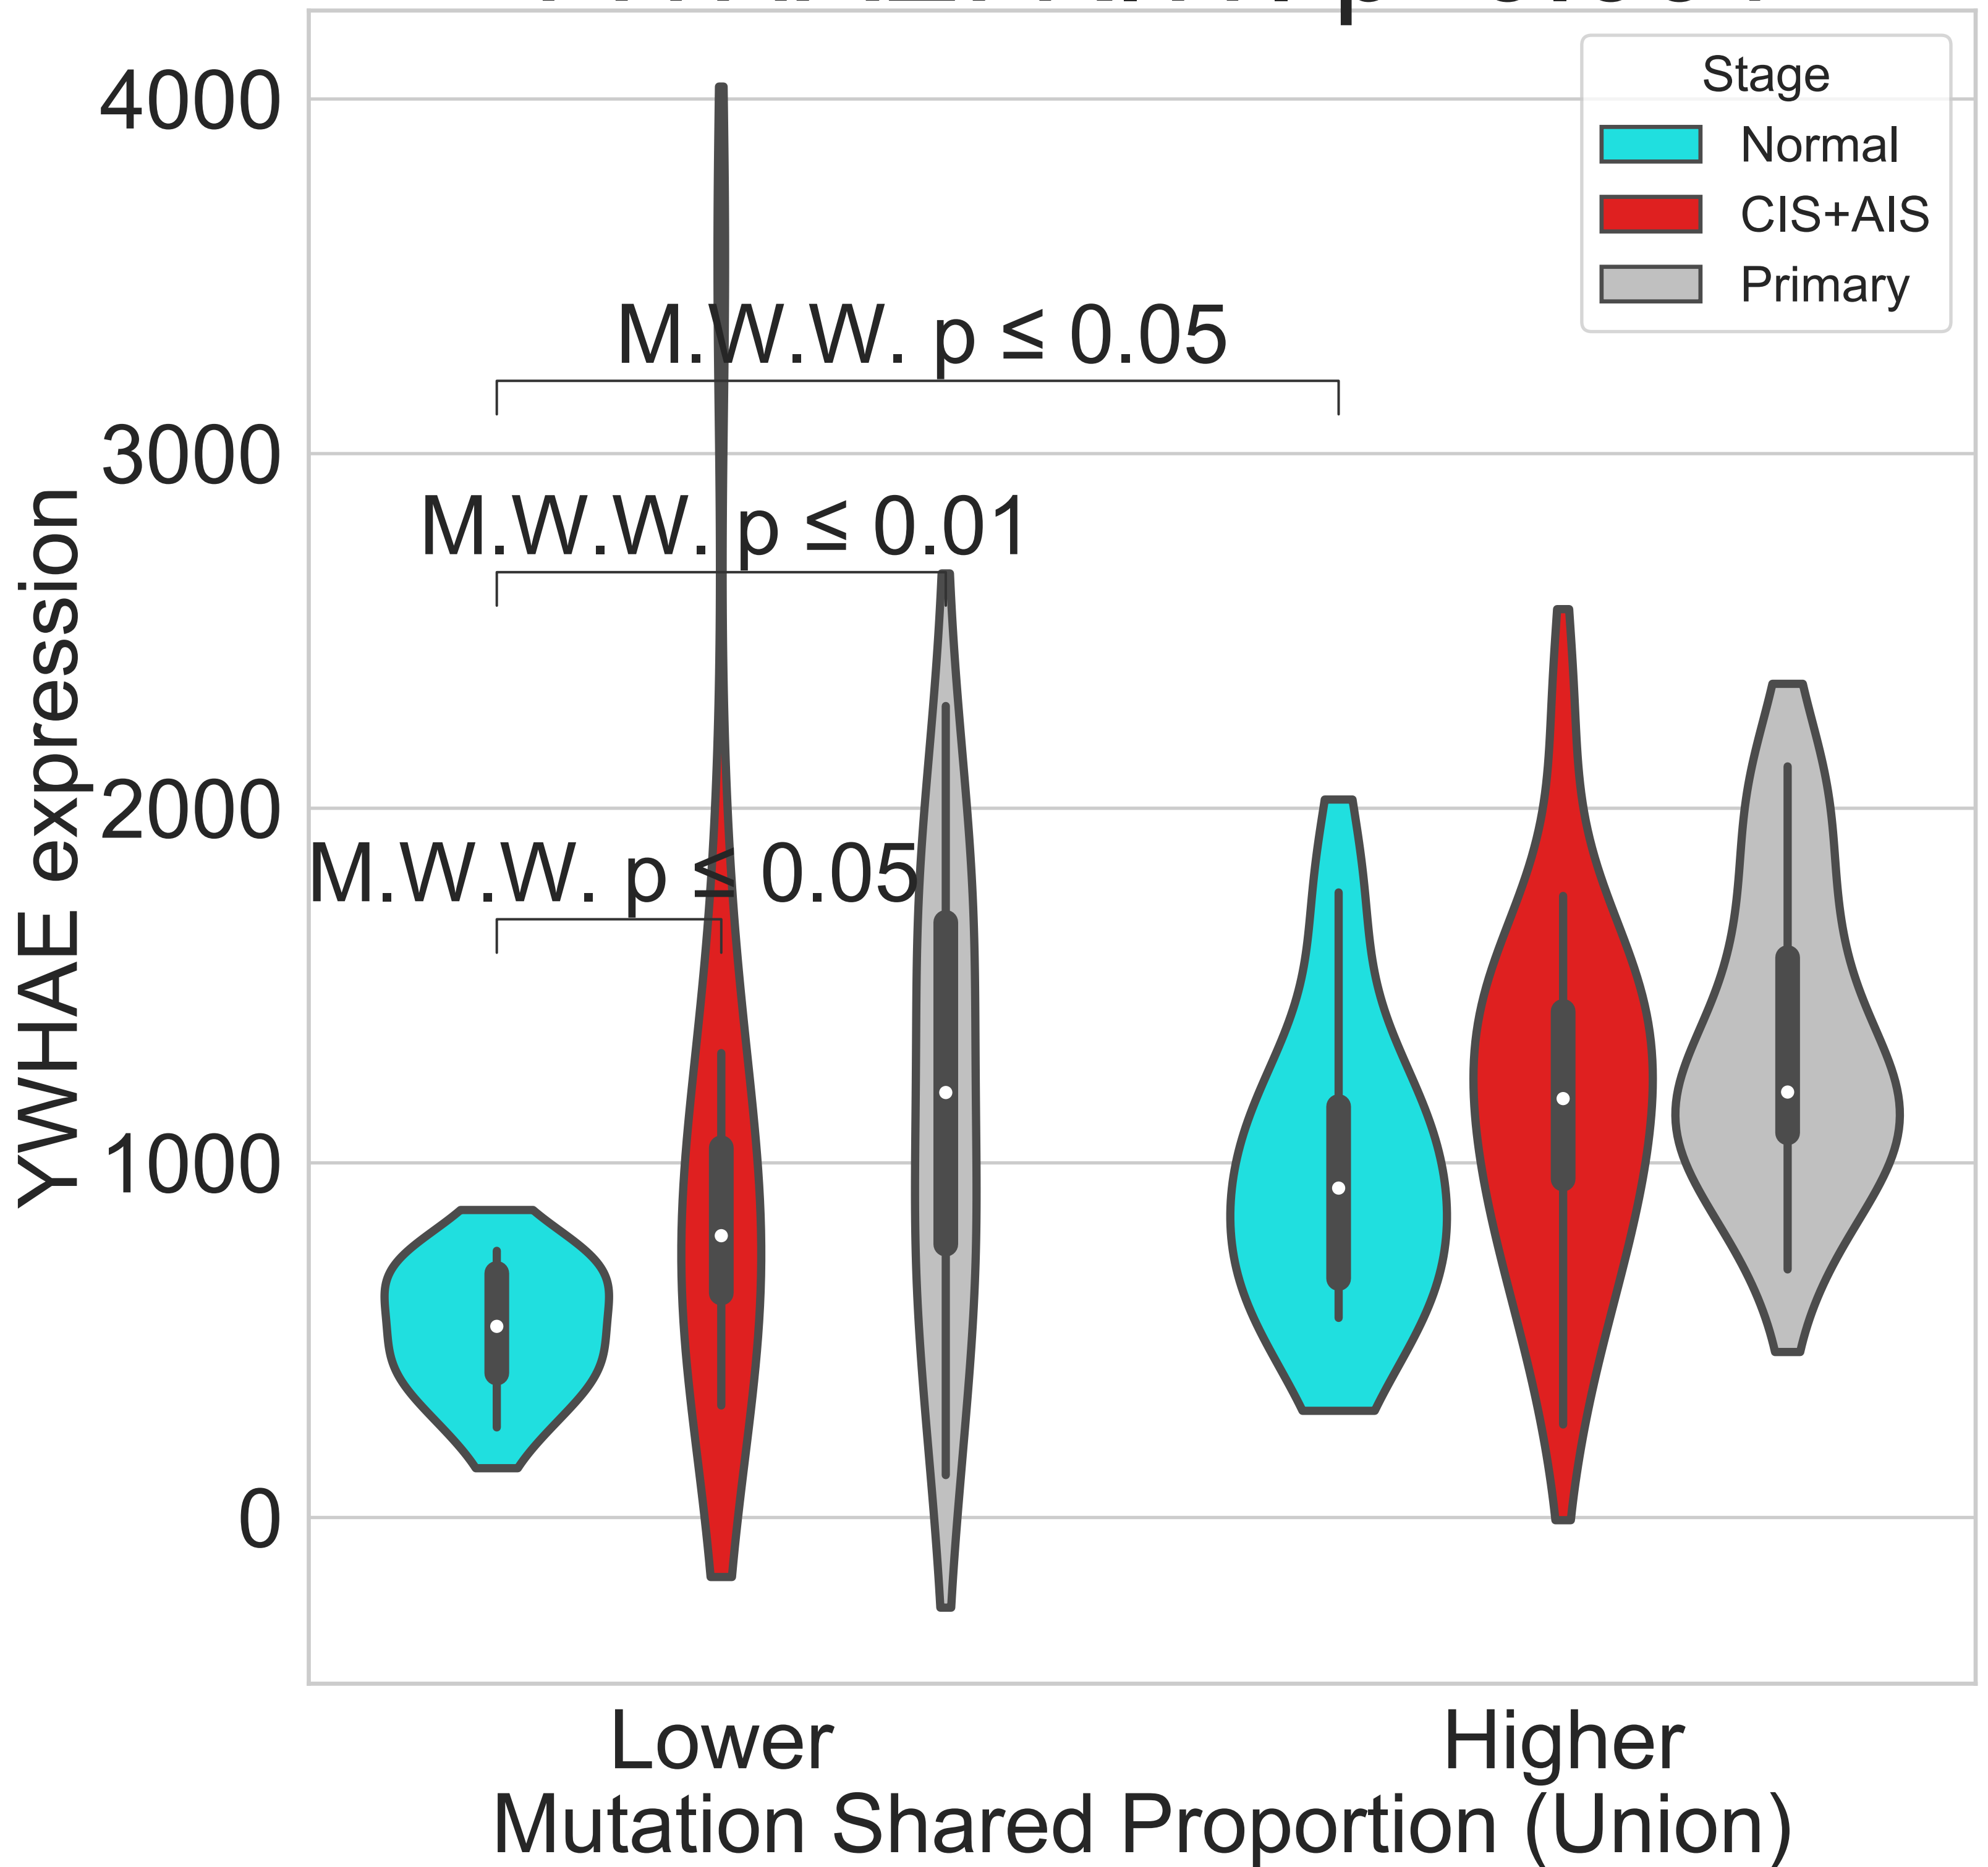 Stage
Normal
CIS+AIS
Primary
4000
3000
2000
1000
0
YWHAE expression
M.W.W. p ≤ 0.05
M.W.W. p ≤ 0.01
M.W.W. p ≤ 0.05
Lower
Higher
Mutation Shared Proportion (Union)